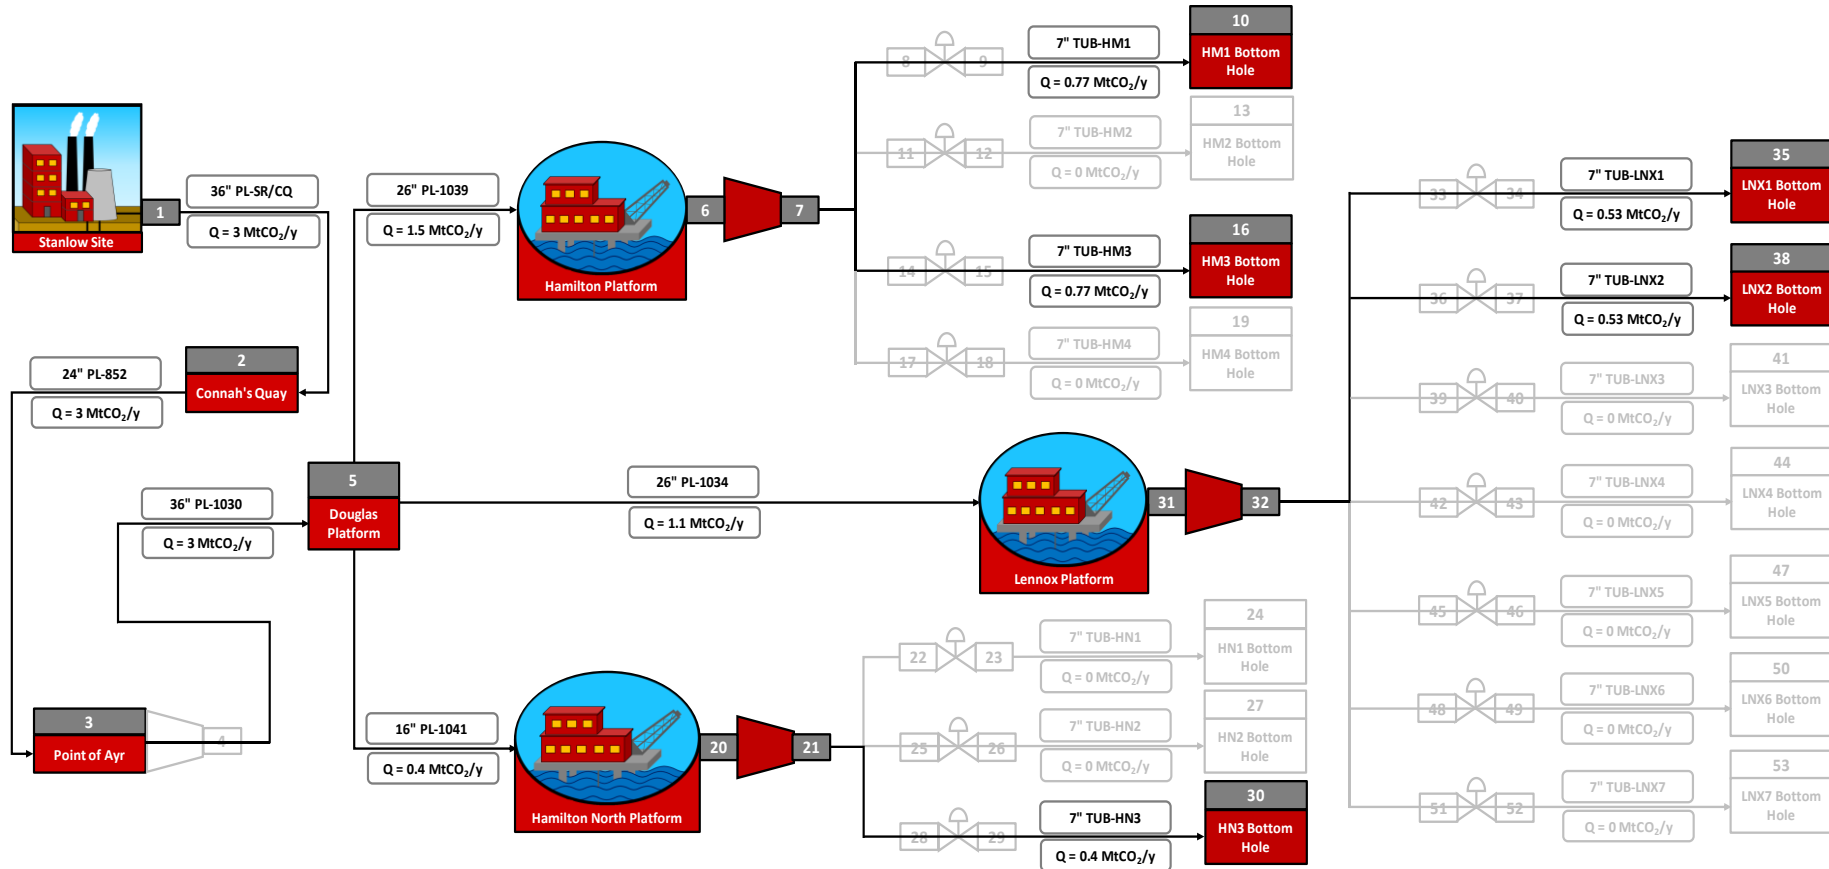 1
36" PL-SR/CQ
Q = 3 MtCO₂/y
Stanlow Site
2
Connah's Quay
24" PL-852
Q = 3 MtCO₂/y
3
Point of Ayr
4
36" PL-1030
Q = 3 MtCO₂/y
5
Douglas
Platform
26" PL-1039
Q = 1.5 MtCO₂/y
Hamilton Platform
6
7
8
9
7" TUB-HM1
Q = 0.77 MtCO₂/y
10
HM1 Bottom
Hole
11
12
7" TUB-HM2
Q = 0 MtCO₂/y
13
HM2 Bottom
Hole
14
15
7" TUB-HM3
Q = 0.77 MtCO₂/y
16
HM3 Bottom
Hole
17
18
7" TUB-HM4
Q = 0 MtCO₂/y
19
HM4 Bottom
Hole
26" PL-1034
Q = 1.1 MtCO₂/y
Lennox Platform
31
32
33
34
7" TUB-LNX1
Q = 0.53 MtCO₂/y
35
LNX1 Bottom
Hole
36
37
7" TUB-LNX2
Q = 0.53 MtCO₂/y
38
LNX2 Bottom
Hole
39
40
7" TUB-LNX3
Q = 0 MtCO₂/y
41
LNX3 Bottom
Hole
42
43
7" TUB-LNX4
Q = 0 MtCO₂/y
44
LNX4 Bottom
Hole
45
46
7" TUB-LNX5
Q = 0 MtCO₂/y
47
LNX5 Bottom
Hole
48
49
7" TUB-LNX6
Q = 0 MtCO₂/y
50
LNX6 Bottom
Hole
51
52
7" TUB-LNX7
Q = 0 MtCO₂/y
53
LNX7 Bottom
Hole
16" PL-1041
Q = 0.4 MtCO₂/y
Hamilton North Platform
20
21
22
23
7" TUB-HN1
Q = 0 MtCO₂/y
24
HN1 Bottom
Hole
25
26
7" TUB-HN2
Q = 0 MtCO₂/y
27
HN2 Bottom
Hole
28
29
7" TUB-HN3
Q = 0.4 MtCO₂/y
30
HN3 Bottom
Hole